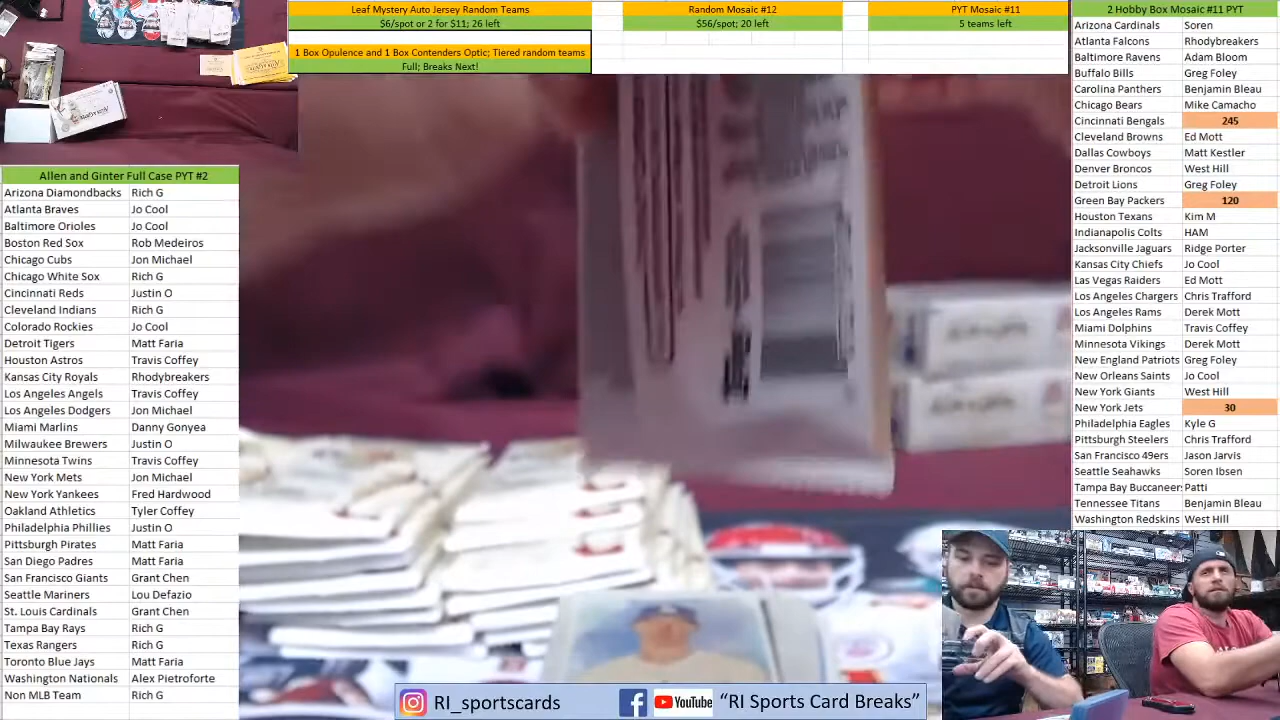 Leaf Mystery Auto Jersey Random Teams
$6/spot or 2 for $11; 26 left
1 Box Opulence and 1 Box Contenders Optic; Tiered random teams
Full; Breaks Next!
Random Mosaic #12
$56/spot; 20 left
PYT Mosaic #11
5 teams left
2 Hobby Box Mosaic #11 PYT
Arizona Cardinals Soren
Atlanta Falcons Rhodybreakers
Baltimore Ravens Adam Bloom
Buffalo Bills Greg Foley
Carolina Panthers Benjamin Bleau
Chicago Bears Mike Camacho
Cincinnati Bengals 245
Cleveland Browns Ed Mott
Dallas Cowboys Matt Kestler
Denver Broncos West Hill
Detroit Lions Greg Foley
Green Bay Packers 120
Houston Texans Kim M
Indianapolis Colts HAM
Jacksonville Jaguars Ridge Porter
Kansas City Chiefs Jo Cool
Las Vegas Raiders Ed Mott
Los Angeles Chargers Chris Trafford
Los Angeles Rams Derek Mott
Miami Dolphins Travis Coffey
Minnesota Vikings Derek Mott
New England Patriots Greg Foley
New Orleans Saints Jo Cool
New York Giants West Hill
New York Jets 30
Philadelphia Eagles Kyle G
Pittsburgh Steelers Chris Trafford
San Francisco 49ers Jason Jarvis
Seattle Seahawks Soren Ibsen
Tampa Bay Buccaneer Patti
Tennessee Titans Benjamin Bleau
Washington Redskins West Hill
Allen and Ginter Full Case PYT #2
Arizona Diamondbacks Rich G
Atlanta Braves Jo Cool
Baltimore Orioles Jo Cool
Boston Red Sox Rob Medeiros
Chicago Cubs Jon Michael
Chicago White Sox Rich G
Cincinnati Reds Justin O
Cleveland Indians Rich G
Colorado Rockies Jo Cool
Detroit Tigers Matt Faria
Houston Astros Travis Coffey
Kansas City Royals Rhodybreakers
Los Angeles Angels Travis Coffey
Los Angeles Dodgers Jon Michael
Miami Marlins Danny Gonyea
Milwaukee Brewers Justin O
Minnesota Twins Travis Coffey
New York Mets Jon Michael
New York Yankees Fred Hardwood
Oakland Athletics Tyler Coffey
Philadelphia Phillies Justin O
Pittsburgh Pirates Matt Faria
San Diego Padres Matt Faria
San Francisco Giants Grant Chen
Seattle Mariners Lou Defazio
St. Louis Cardinals Grant Chen
Tampa Bay Rays Rich G
Texas Rangers Rich G
Toronto Blue Jays Matt Faria
Washington Nationals Alex Pietroforte
Non MLB Team Rich G
RI_sportscards
YouTube
“RI Sports Card Breaks”